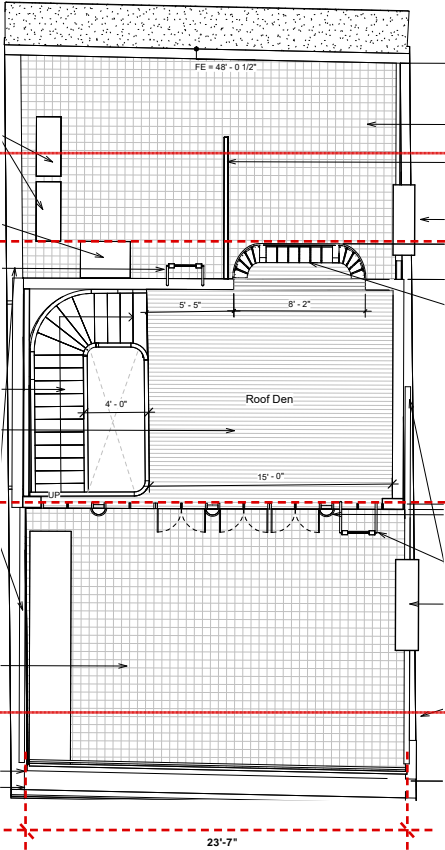 FE = 48' - 0 1/2"
5' - 5"
8' - 2"
4' - 0"
Roof Den
15' - 0"
UP
23'-7"